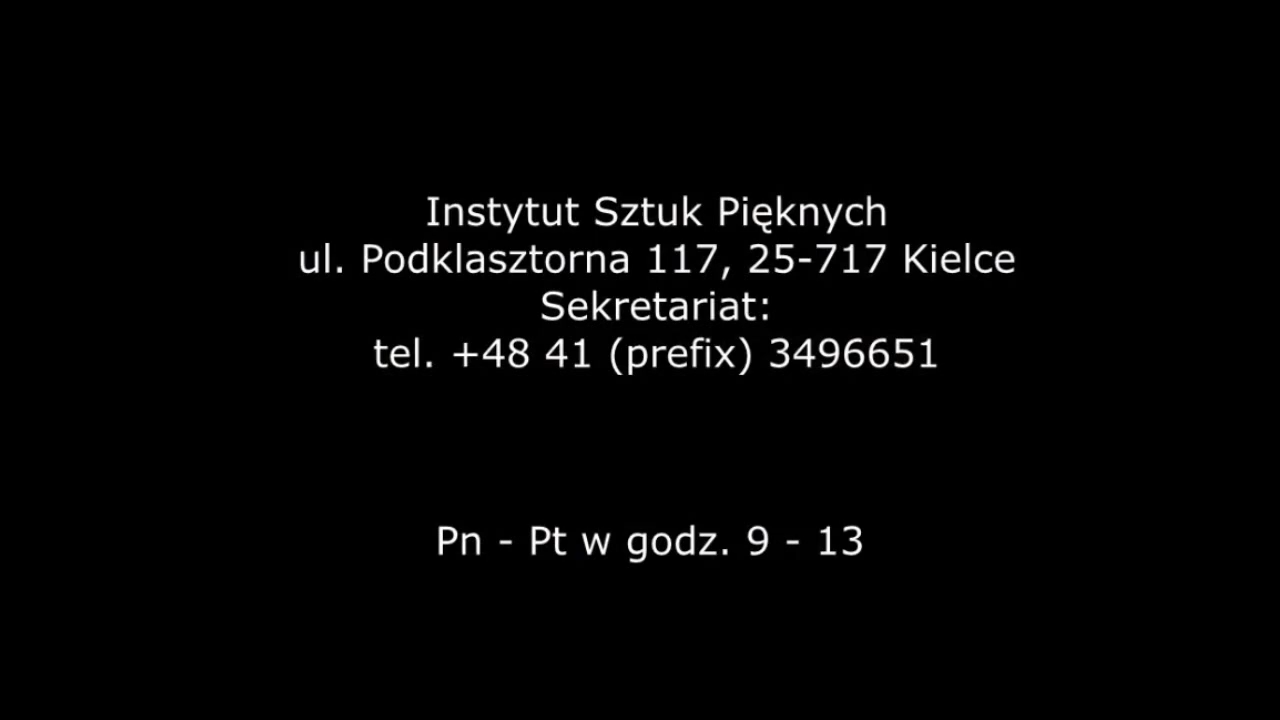 Instytut Sztuk Pięknych
ul. Podklasztorna 117, 25-717 Kielce
Sekretariat:
tel. +48 41 (prefix) 3496651
Pn - Pt w godz. 9 - 13